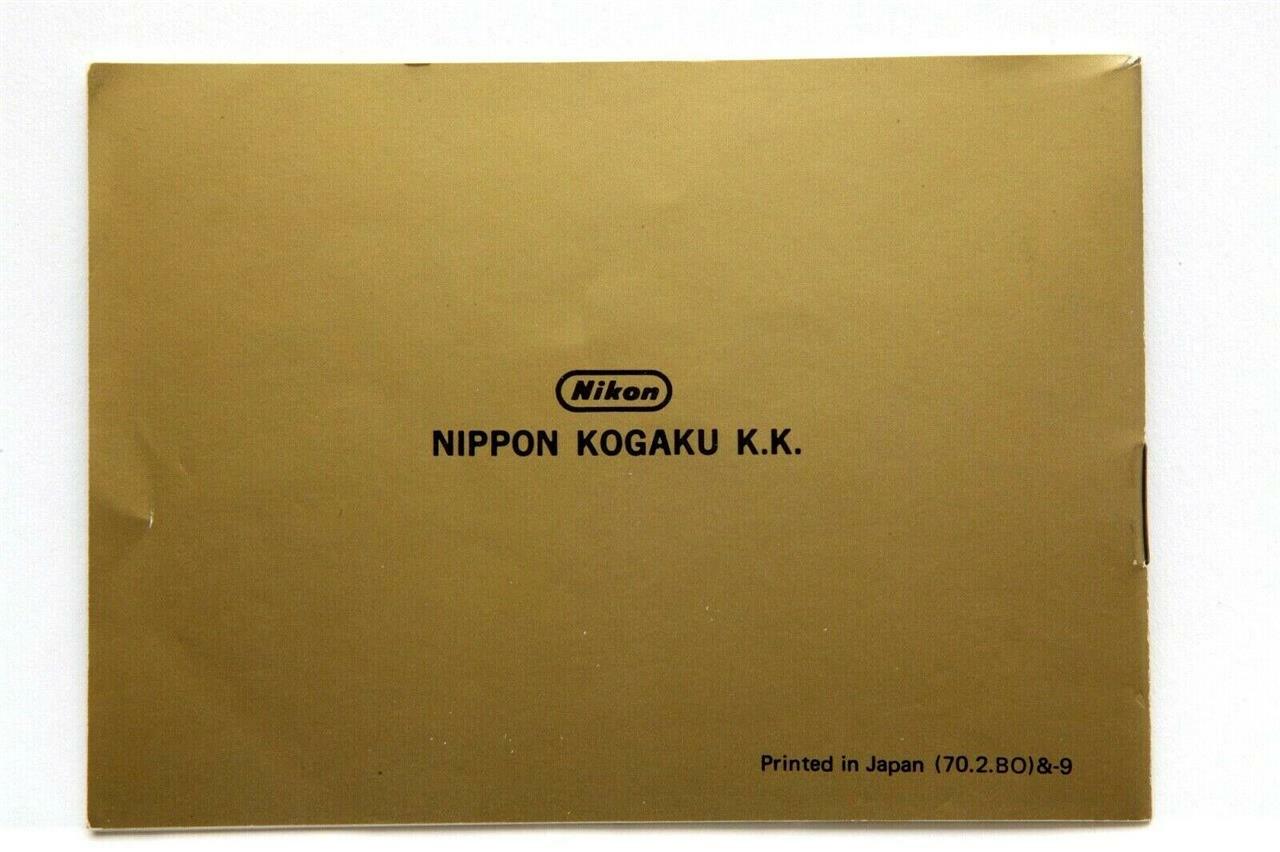 Nikon
NIPPON KOGAKU K.K.
Printed in Japan (70.2.BO)&-9